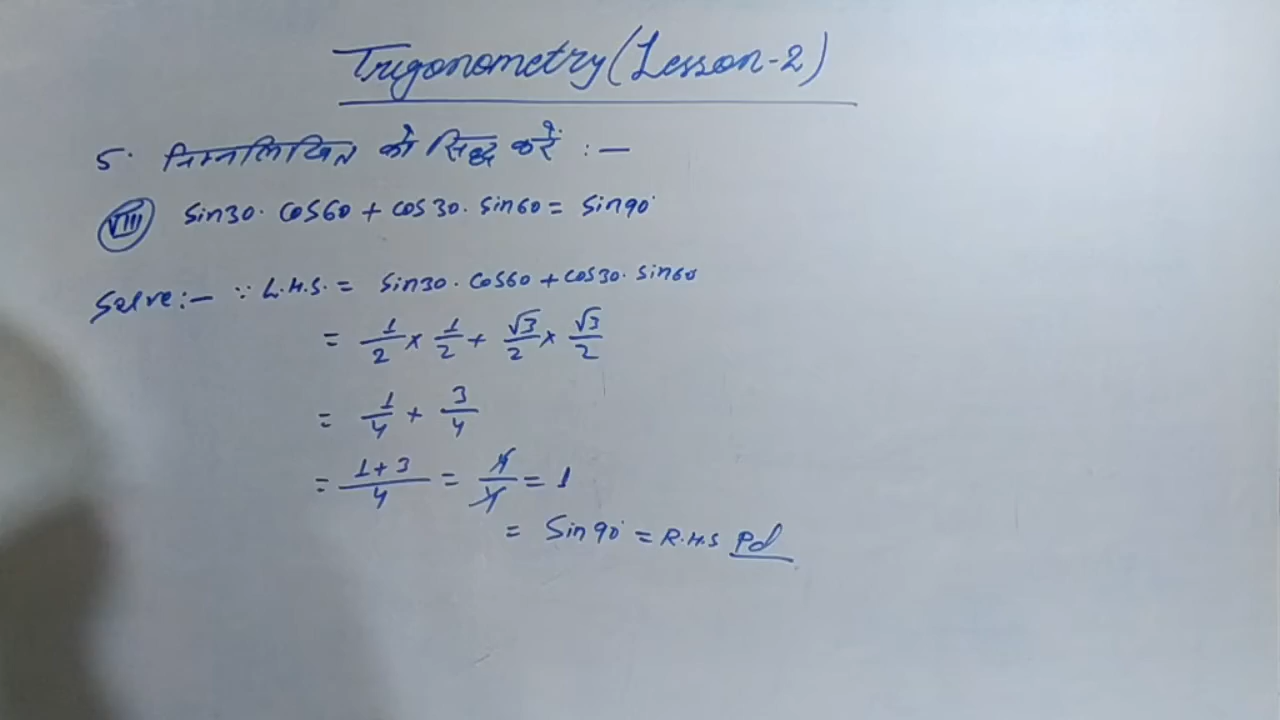 Trigonometry (Lesson-2)
5. निम्नलिखित को सिद्ध करें :—
(VIII) Sin30. Cos60 + cos30. Sin60 = Sin90°
Solve:- ∵ L.H.S. = Sin30. Cos60 + Cos30. Sin60
= 1/2 × 1/2 + √3/2 × √3/2
= 1/4 + 3/4
= 1+3/4 = 4/4 = 1
= Sin90° = R.H.S Pd